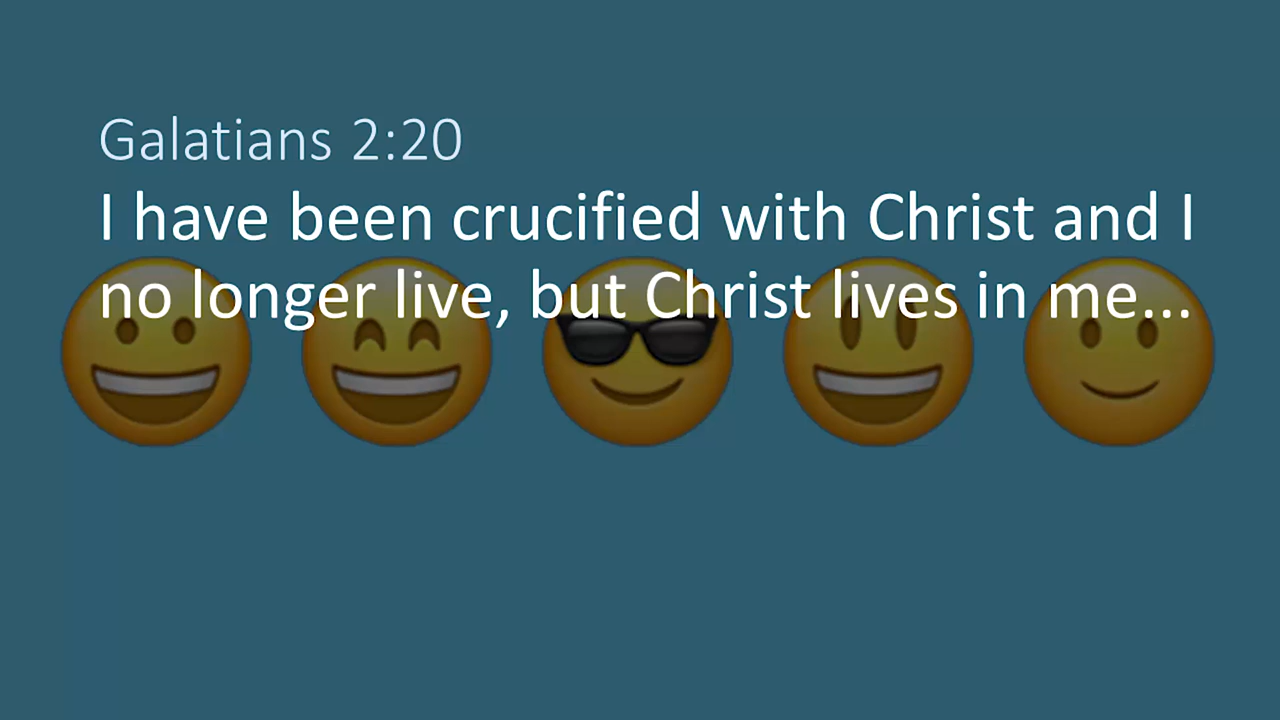 Galatians 2:20
I have been crucified with Christ and I
no longer live, but Christ lives in me...